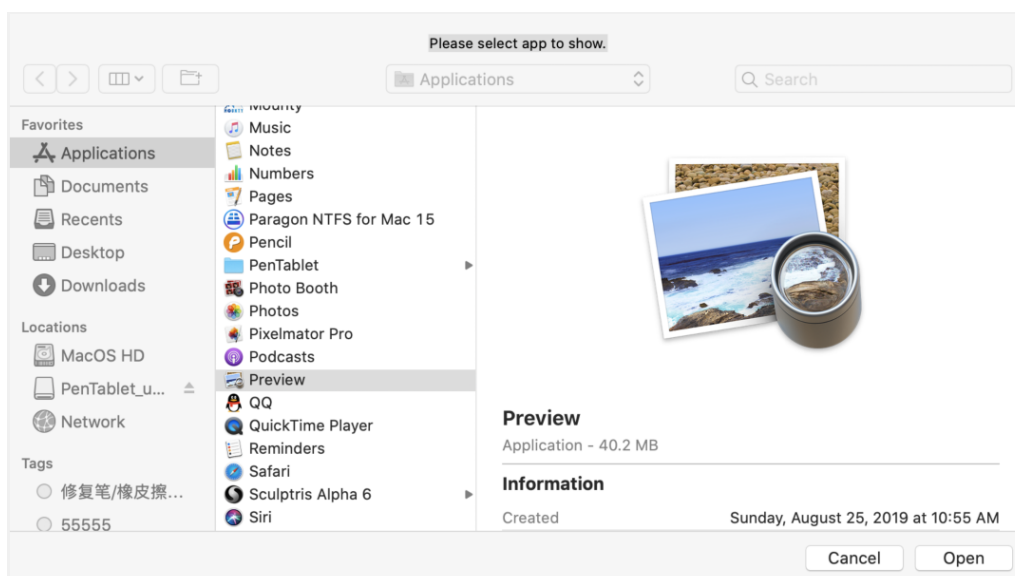 Please select app to show.
Applications
Search
Favorites
Applications
Documents
Recents
Desktop
Downloads
Locations
MacOS HD
PenTablet_u...
Network
Tags
修复笔/橡皮擦...
55555
Mounty
Music
Notes
Numbers
Pages
Paragon NTFS for Mac 15
Pencil
PenTablet
Photo Booth
Photos
Pixelmator Pro
Podcasts
Preview
QQ
QuickTime Player
Reminders
Safari
Sculptris Alpha 6
Siri
Preview
Application - 40.2 MB
Information
Created Sunday, August 25, 2019 at 10:55 AM
Cancel Open